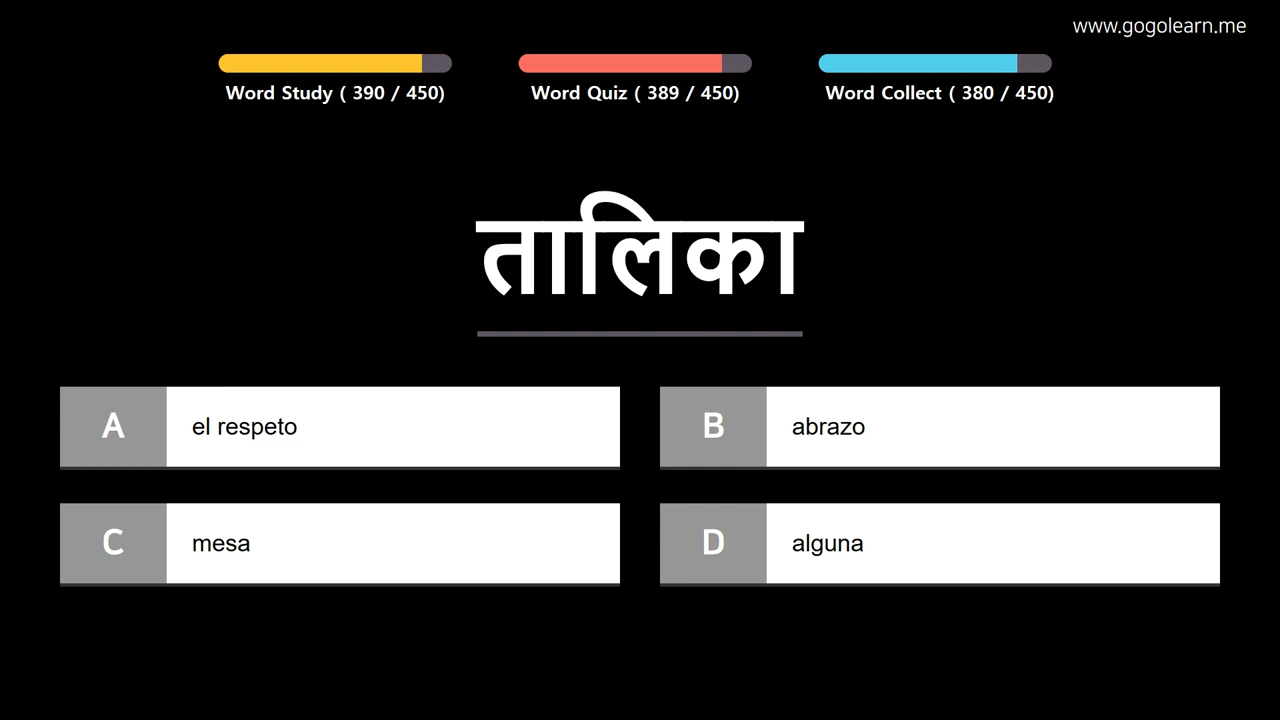 www.gogolearn.me
Word Study ( 390 / 450)
Word Quiz ( 389 / 450)
Word Collect ( 380 / 450)
तालिका
A el respeto
B abrazo
C mesa
D alguna